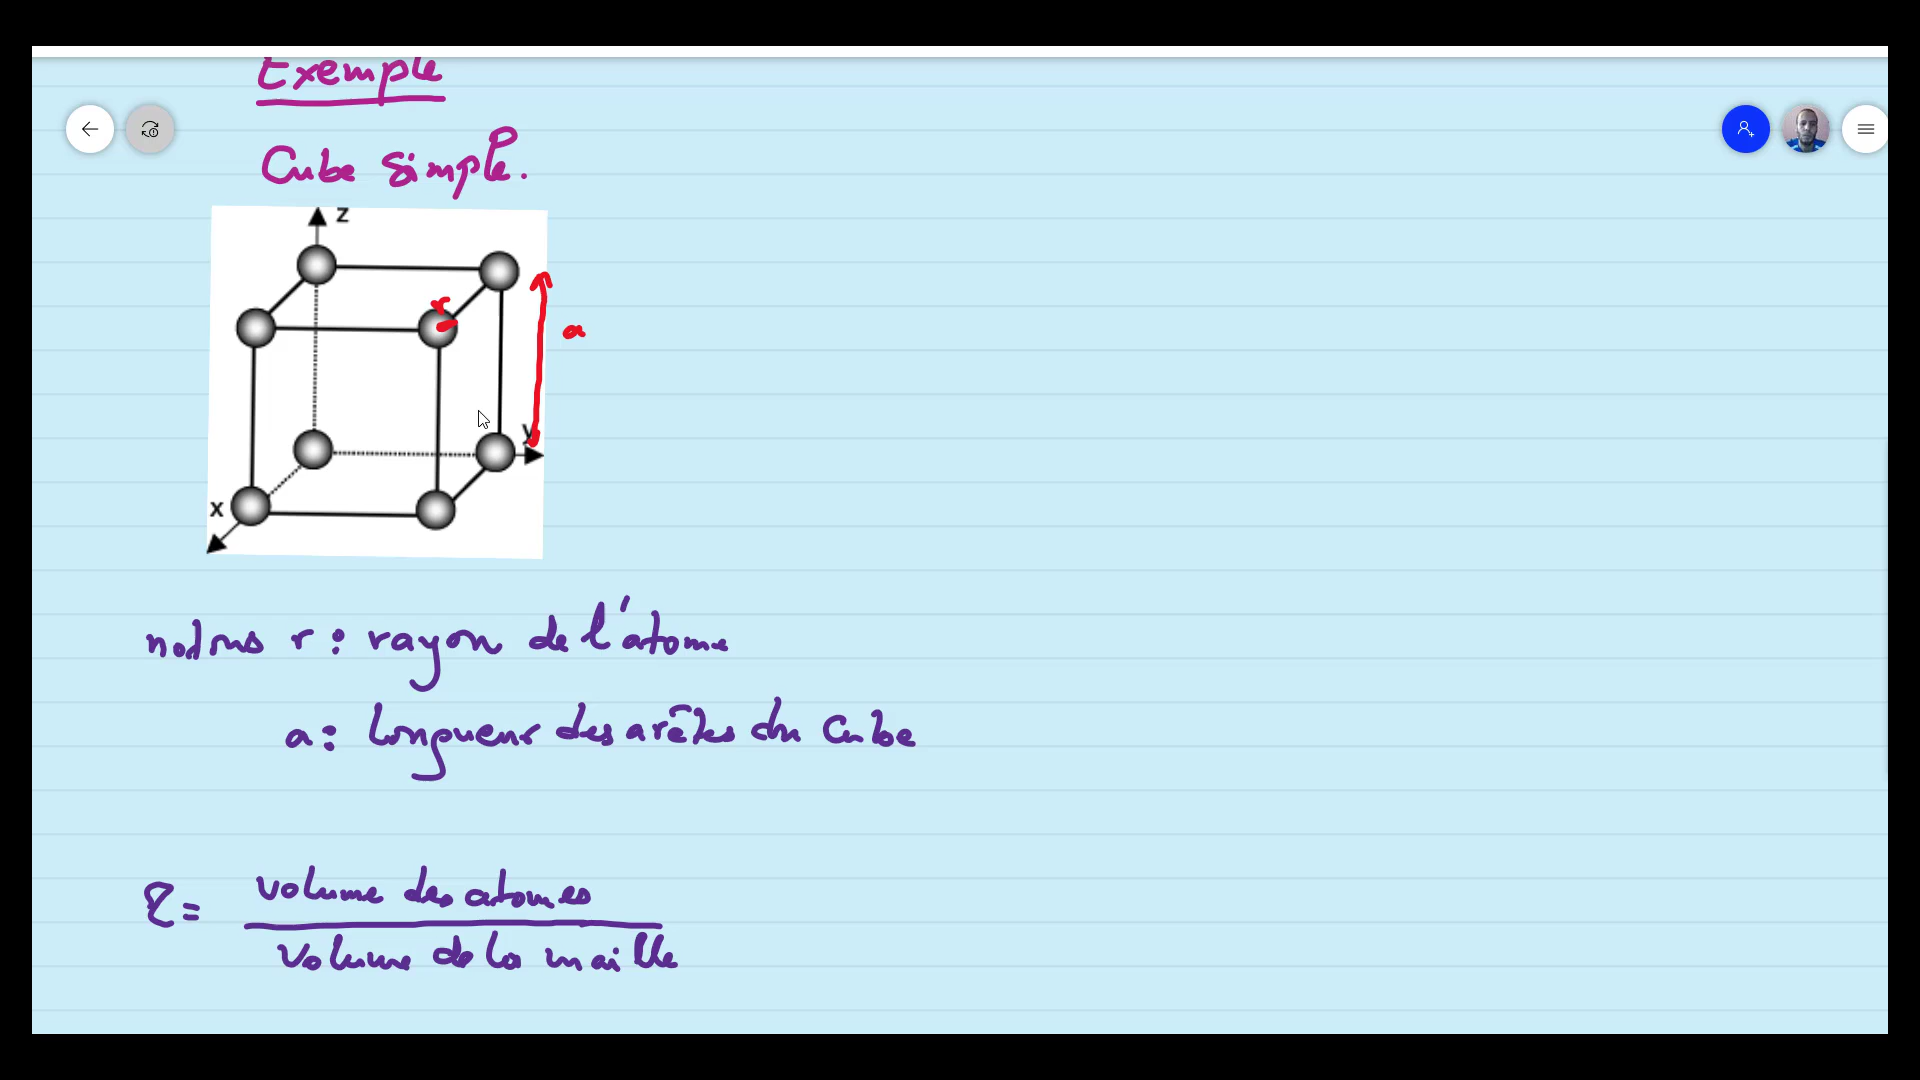 Exemple
Cube simple.
z
r
a
y
x
notons r : rayon de l'atome
a : longueur des arêtes du Cube
τ = volume des atomes
volume de la maille